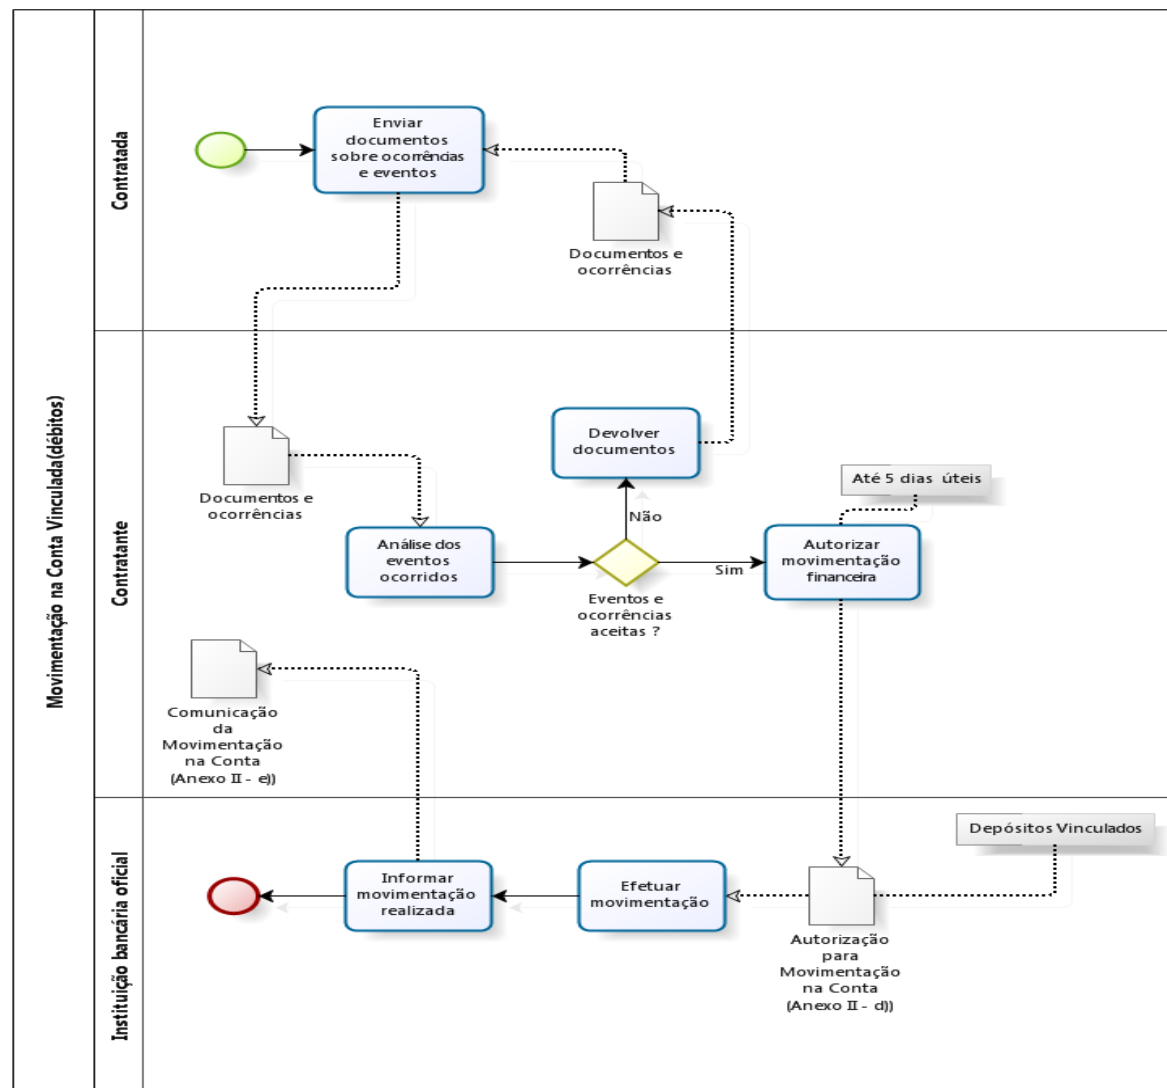 Movimentação na Conta Vinculada(débitos)
Contratada
Enviar
documentos
sobre ocorrências
e eventos
Documentos e
ocorrências
Contratante
Documentos e
ocorrências
Análise dos
eventos
ocorridos
Devolver
documentos
Não
Eventos e
ocorrências
aceitas ?
Sim
Até 5 dias úteis
Autorizar
movimentação
financeira
Comunicação
da
Movimentação
na Conta
(Anexo II - e))
Instituição bancária oficial
Informar
movimentação
realizada
Efetuar
movimentação
Depósitos Vinculados
Autorização
para
Movimentação
na Conta
(Anexo II - d))